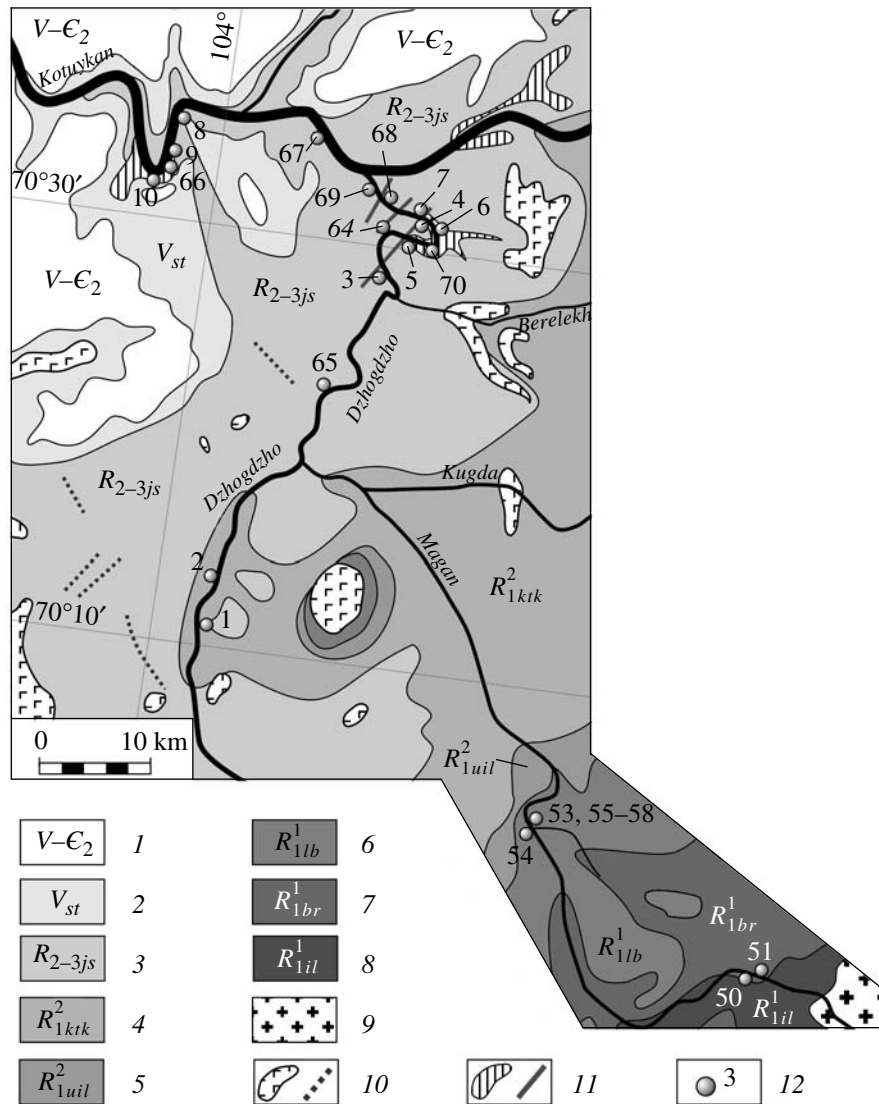 V–Є₂
104°
V–Є₂
Kotuykan
R₂₋₃js
8
9
66
10
67
68
69
7
4
6
64
70°30′
V_st
V–Є₂
R₂₋₃js
3
5
70
Berelekh
65
Dzhogdzho
R₂₋₃js
Dzhogdzho
Kugda
Magan
R²₁ktk
2
70°10′
1
0 10 km
R²₁uil
53, 55–58
54
R¹₁br
R¹₁lb
51
50
R¹₁il
V–Є₂ 1
R¹₁lb 6
V_st 2
R¹₁br 7
R₂₋₃js 3
R¹₁il 8
R²₁ktk 4
9
R²₁uil 5
10
11
3 12